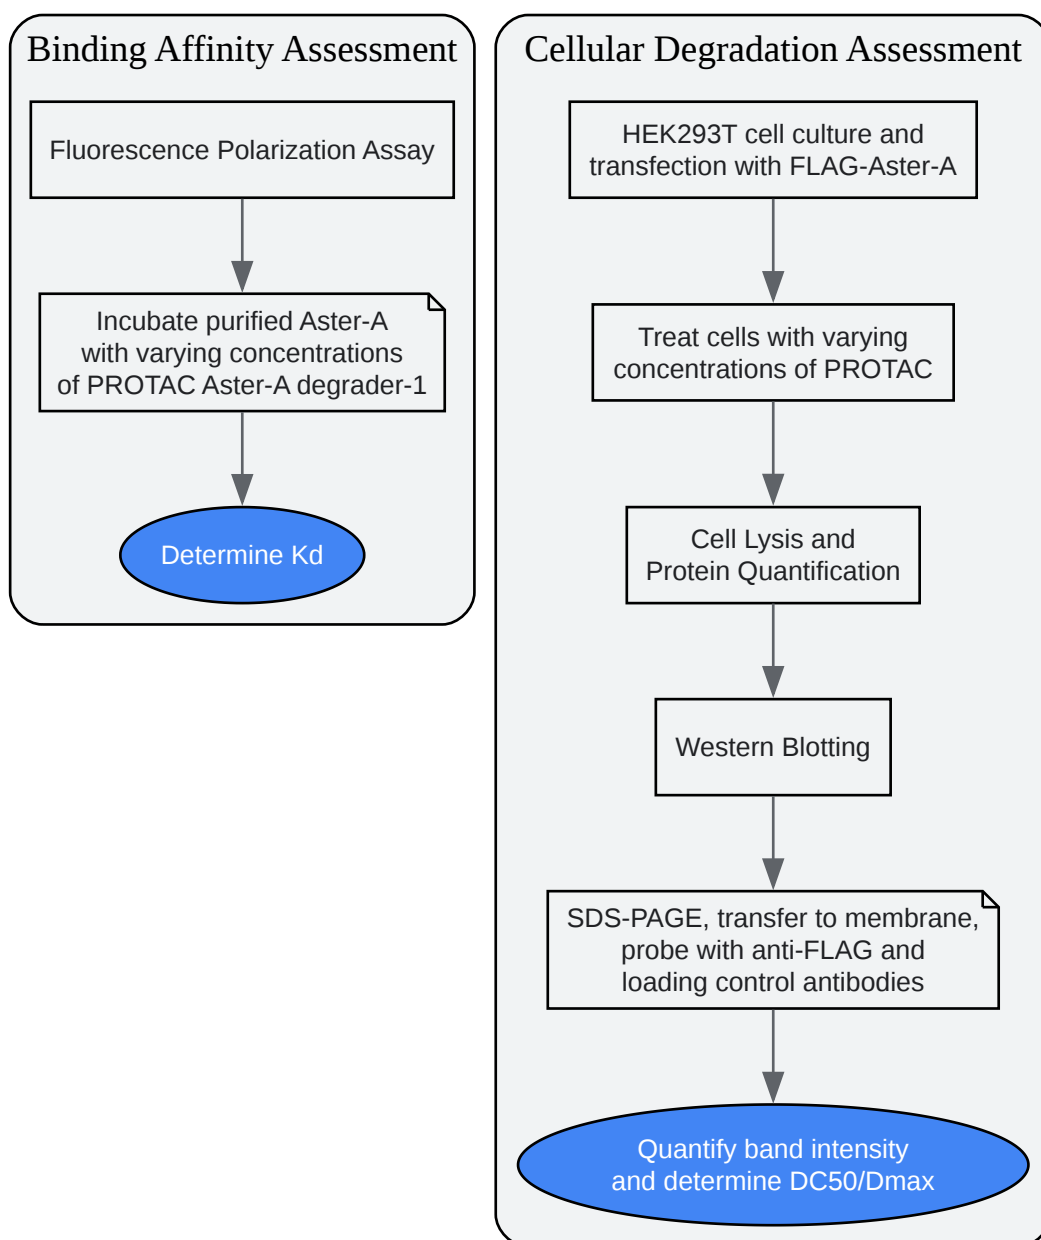 Binding Affinity Assessment
Fluorescence Polarization Assay
Incubate purified Aster-A
with varying concentrations
of PROTAC Aster-A degrader-1
Determine Kd
Cellular Degradation Assessment
HEK293T cell culture and
transfection with FLAG-Aster-A
Treat cells with varying
concentrations of PROTAC
Cell Lysis and
Protein Quantification
Western Blotting
SDS-PAGE, transfer to membrane,
probe with anti-FLAG and
loading control antibodies
Quantify band intensity
and determine DC50/Dmax